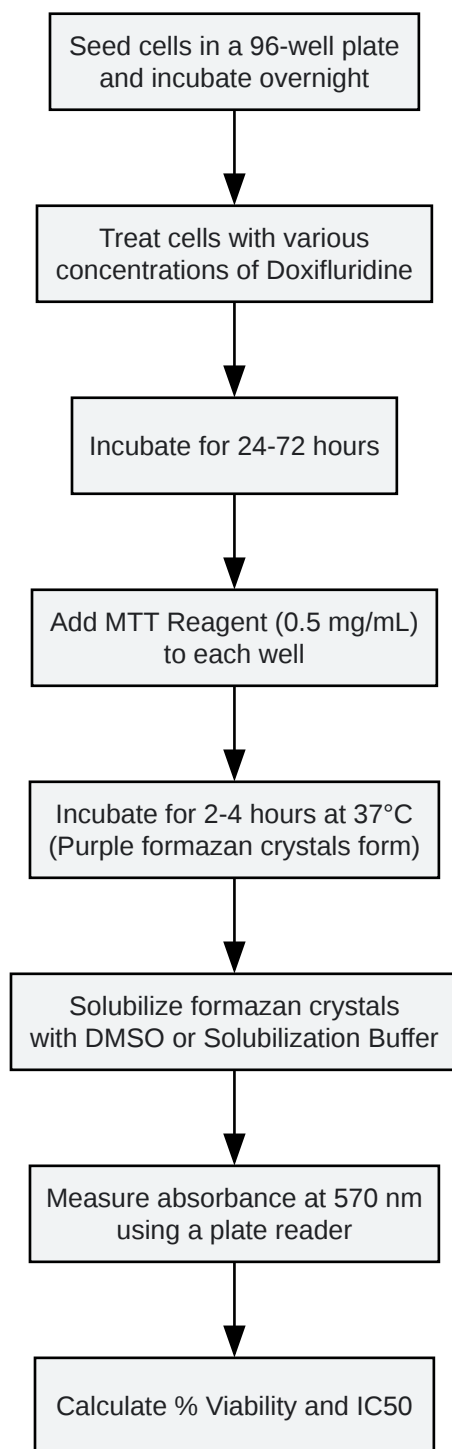 Seed cells in a 96-well plate
and incubate overnight
Treat cells with various
concentrations of Doxifluridine
Incubate for 24-72 hours
Add MTT Reagent (0.5 mg/mL)
to each well
Incubate for 2-4 hours at 37°C
(Purple formazan crystals form)
Solubilize formazan crystals
with DMSO or Solubilization Buffer
Measure absorbance at 570 nm
using a plate reader
Calculate % Viability and IC50